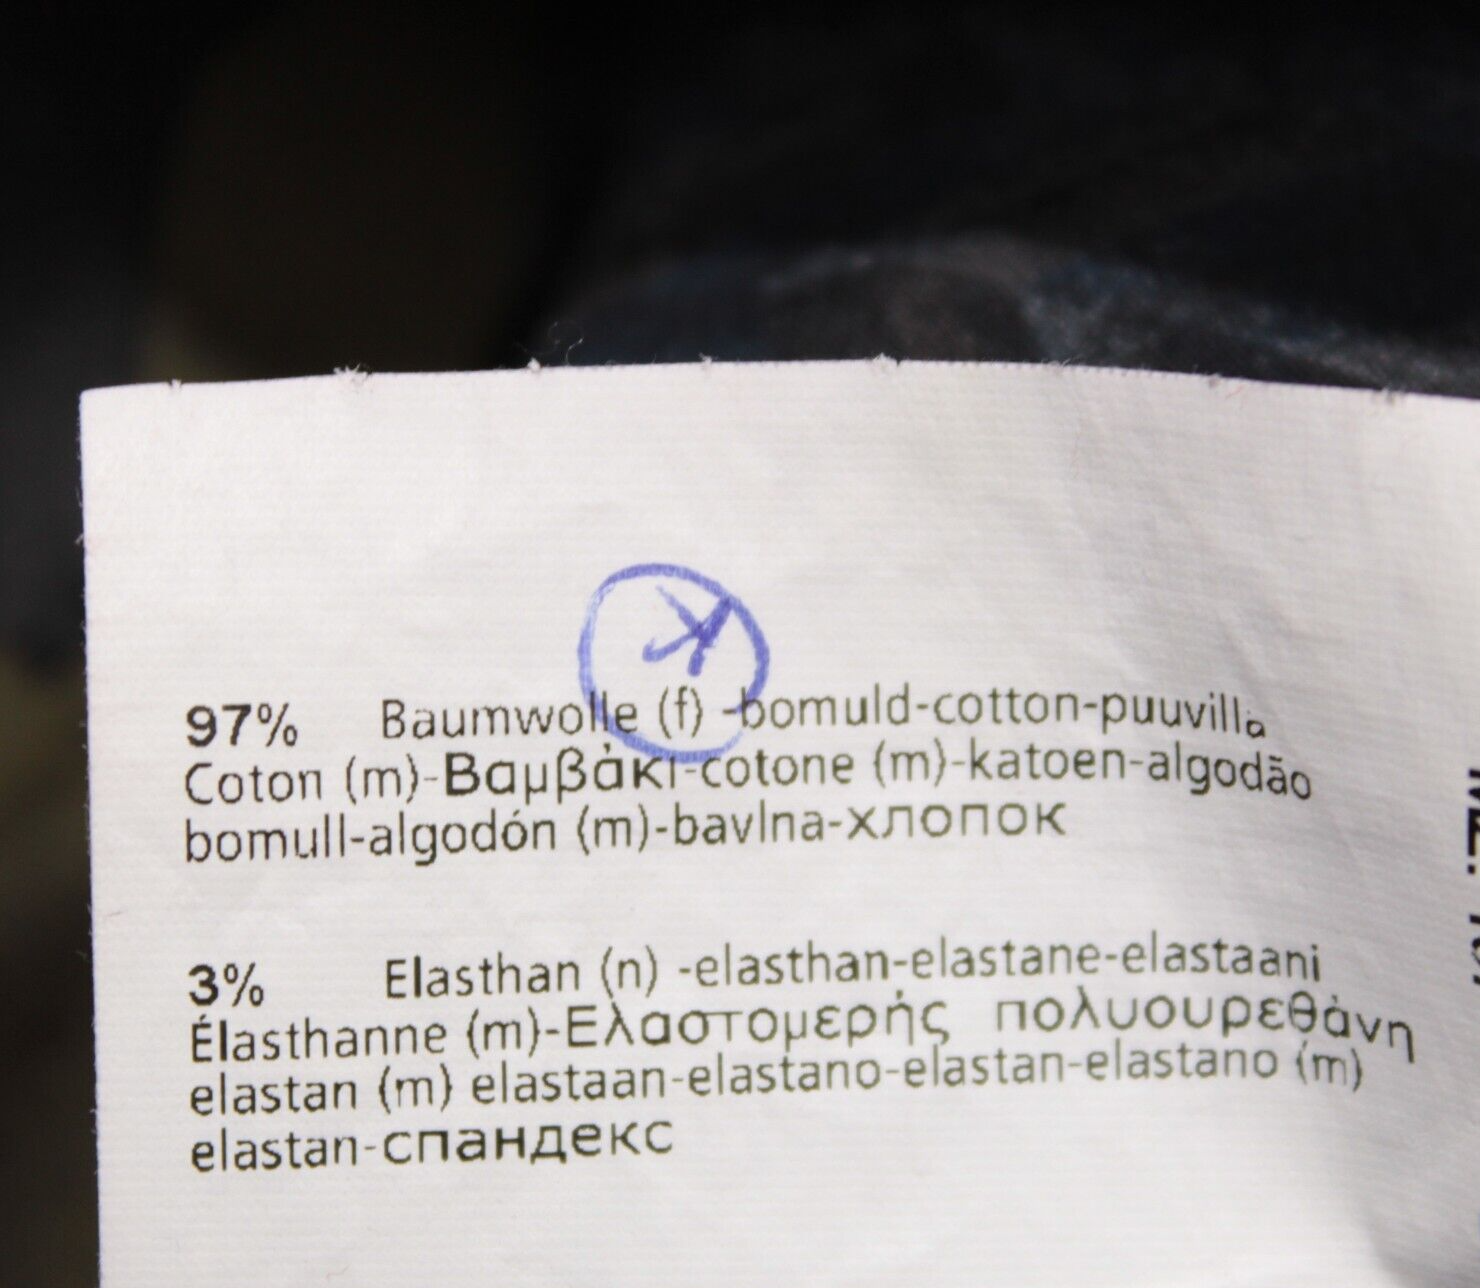 97% Baumwolle (f) -bomuld-cotton-puuvilla
Coton (m)-Βαμβάκι-cotone (m)-katoen-algodão
bomull-algodón (m)-bavlna-хлопок
3% Elasthan (n) -elasthan-elastane-elastaani
Élasthanne (m)-Ελαστομερής πολυουρεθάνη
elastan (m) elastaan-elastano-elastan-elastano (m)
elastan-спандекс